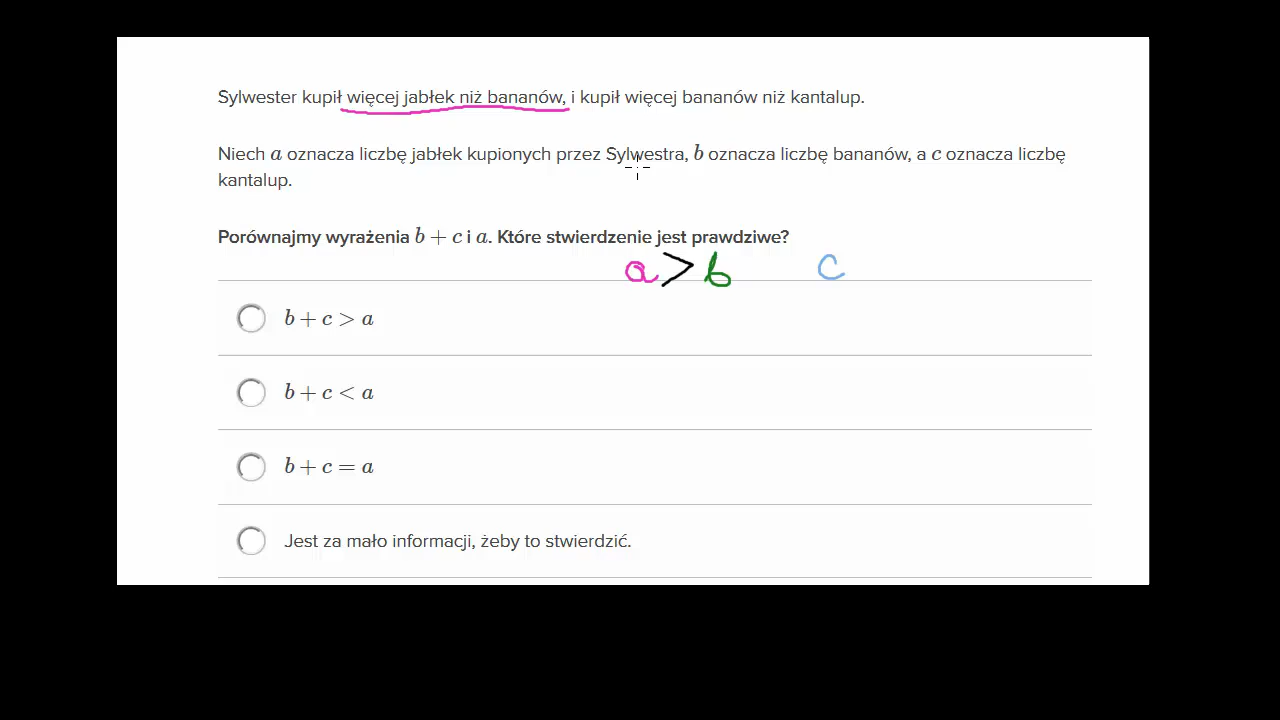 Sylwester kupił więcej jabłek niż bananów, i kupił więcej bananów niż kantalup.
Niech a oznacza liczbę jabłek kupionych przez Sylwestra, b oznacza liczbę bananów, a c oznacza liczbę
kantalup.
Porównajmy wyrażenia b + c i a. Które stwierdzenie jest prawdziwe?
a > b c
b + c > a
b + c < a
b + c = a
Jest za mało informacji, żeby to stwierdzić.